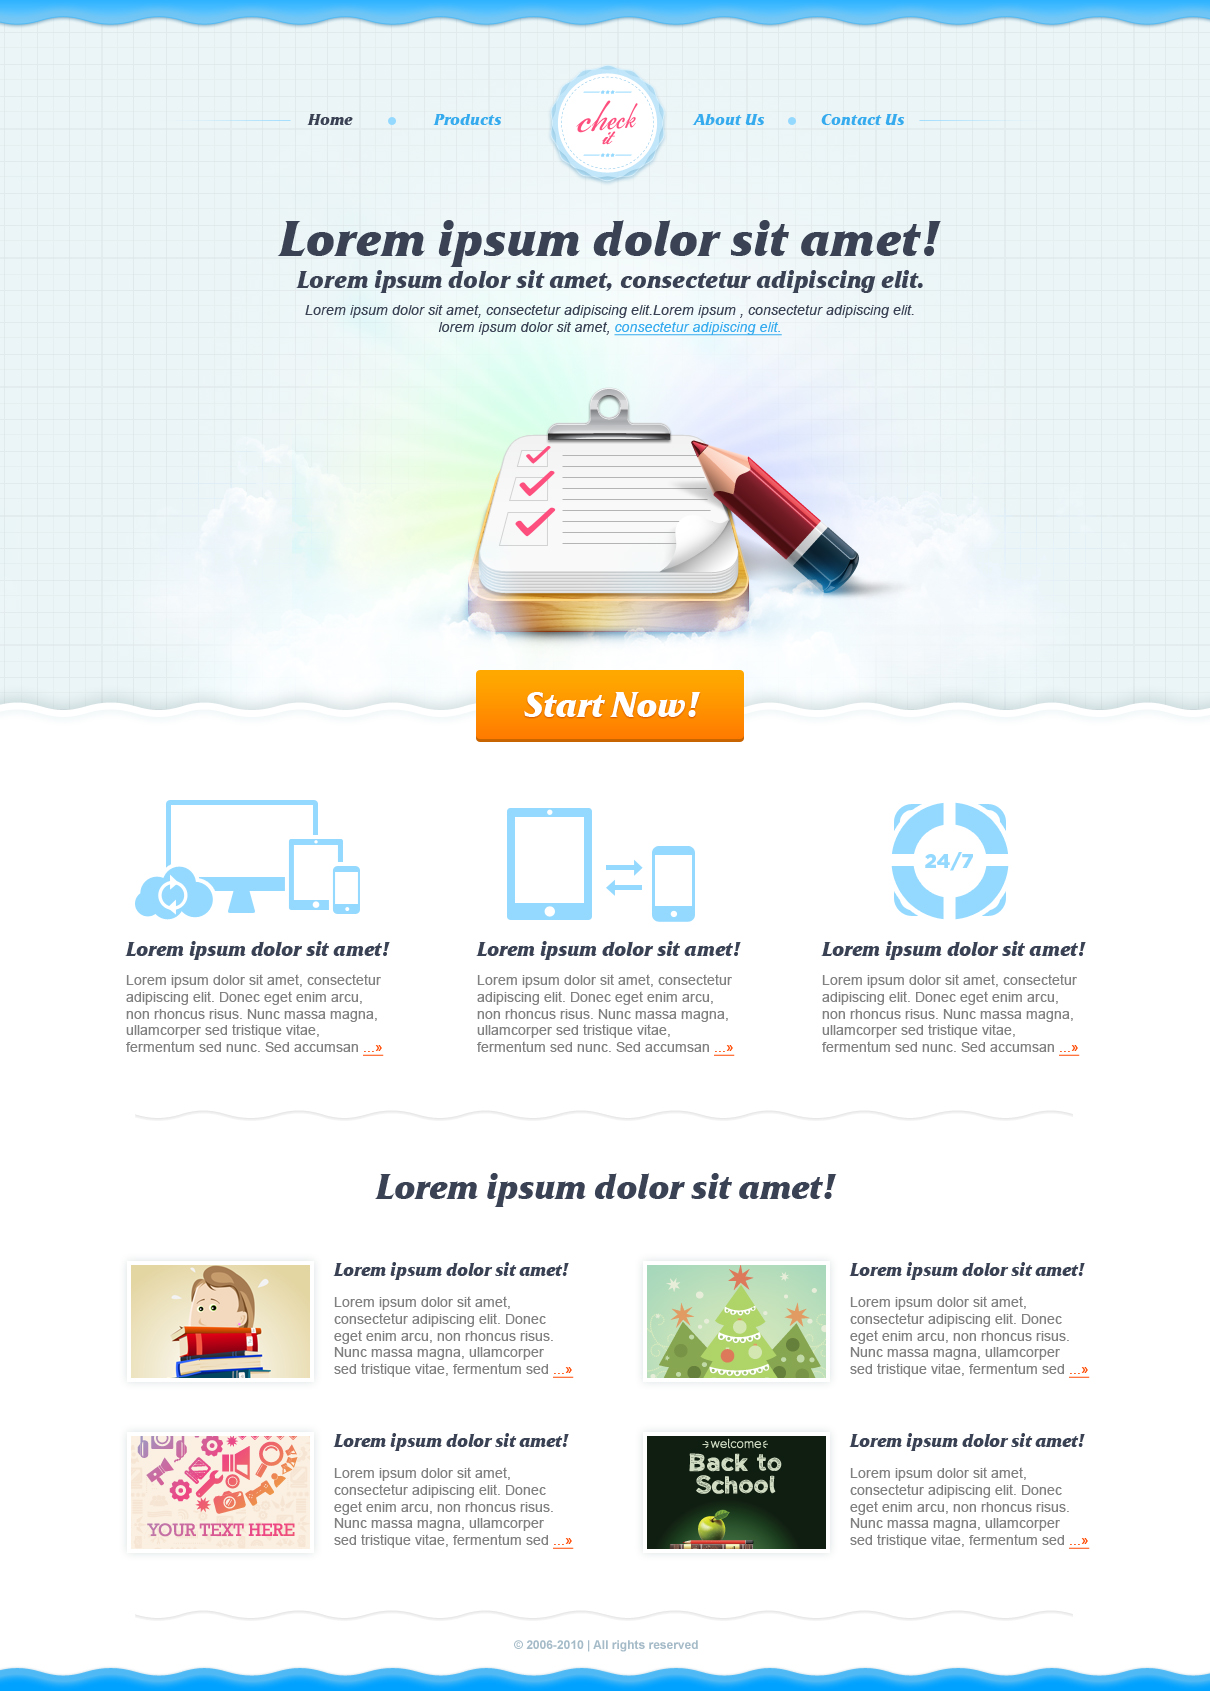 Home
Products
check
it
About Us
Contact Us
Lorem ipsum dolor sit amet!
Lorem ipsum dolor sit amet, consectetur adipiscing elit.
Lorem ipsum dolor sit amet, consectetur adipiscing elit.Lorem ipsum , consectetur adipiscing elit.
lorem ipsum dolor sit amet, consectetur adipiscing elit.
Start Now!
24/7
Lorem ipsum dolor sit amet!
Lorem ipsum dolor sit amet, consectetur
adipiscing elit. Donec eget enim arcu,
non rhoncus risus. Nunc massa magna,
ullamcorper sed tristique vitae,
fermentum sed nunc. Sed accumsan ...»
Lorem ipsum dolor sit amet!
Lorem ipsum dolor sit amet, consectetur
adipiscing elit. Donec eget enim arcu,
non rhoncus risus. Nunc massa magna,
ullamcorper sed tristique vitae,
fermentum sed nunc. Sed accumsan ...»
Lorem ipsum dolor sit amet!
Lorem ipsum dolor sit amet, consectetur
adipiscing elit. Donec eget enim arcu,
non rhoncus risus. Nunc massa magna,
ullamcorper sed tristique vitae,
fermentum sed nunc. Sed accumsan ...»
Lorem ipsum dolor sit amet!
Lorem ipsum dolor sit amet!
Lorem ipsum dolor sit amet,
consectetur adipiscing elit. Donec
eget enim arcu, non rhoncus risus.
Nunc massa magna, ullamcorper
sed tristique vitae, fermentum sed ...»
Lorem ipsum dolor sit amet!
Lorem ipsum dolor sit amet,
consectetur adipiscing elit. Donec
eget enim arcu, non rhoncus risus.
Nunc massa magna, ullamcorper
sed tristique vitae, fermentum sed ...»
YOUR TEXT HERE
Lorem ipsum dolor sit amet!
Lorem ipsum dolor sit amet,
consectetur adipiscing elit. Donec
eget enim arcu, non rhoncus risus.
Nunc massa magna, ullamcorper
sed tristique vitae, fermentum sed ...»
welcome
Back to
School
Lorem ipsum dolor sit amet!
Lorem ipsum dolor sit amet,
consectetur adipiscing elit. Donec
eget enim arcu, non rhoncus risus.
Nunc massa magna, ullamcorper
sed tristique vitae, fermentum sed ...»
© 2006-2010 | All rights reserved